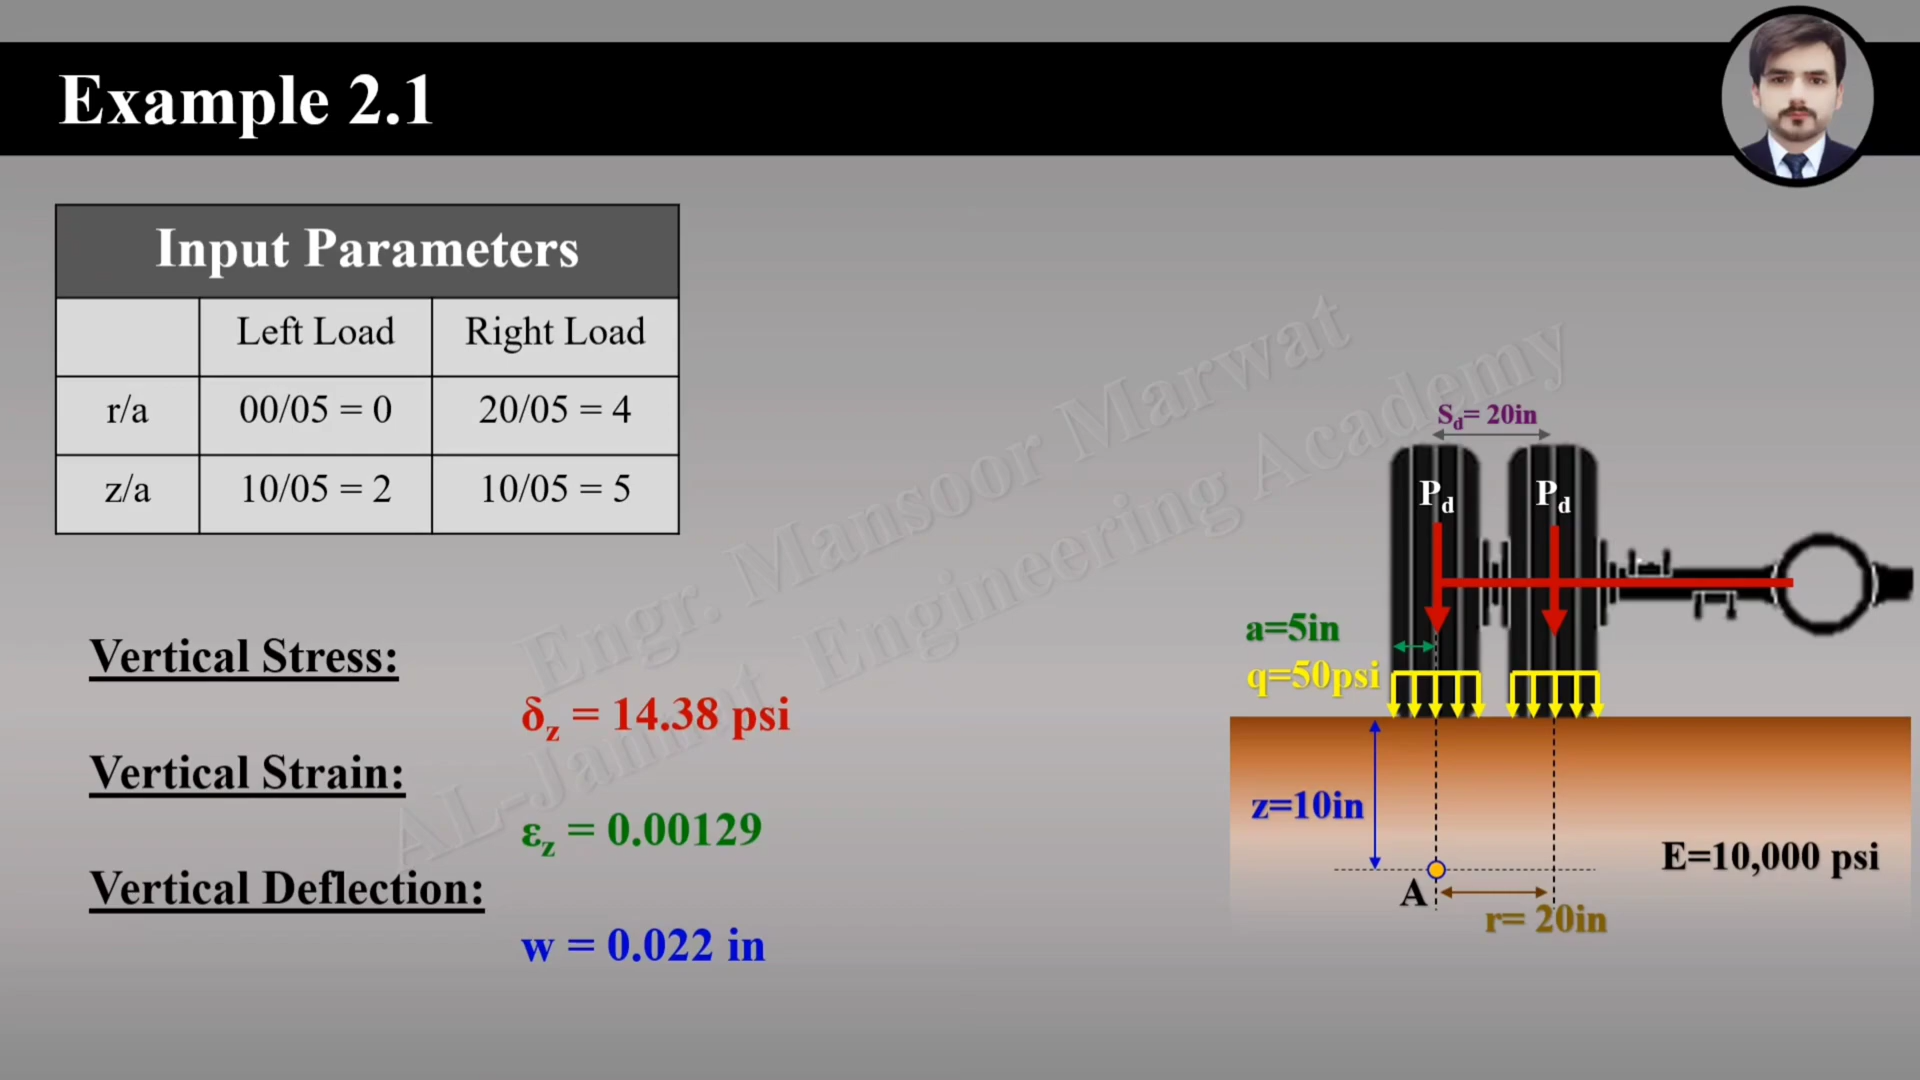 Example 2.1
Input Parameters
Left Load Right Load
r/a 00/05 = 0 20/05 = 4
z/a 10/05 = 2 10/05 = 5
Vertical Stress:
δz = 14.38 psi
Vertical Strain:
εz = 0.00129
Vertical Deflection:
w = 0.022 in
Sd= 20in
Pd Pd
a=5in
q=50psi
z=10in
E=10,000 psi
A
r= 20in
Engr. Mansoor Marwat
AL-Jannat Engineering Academy